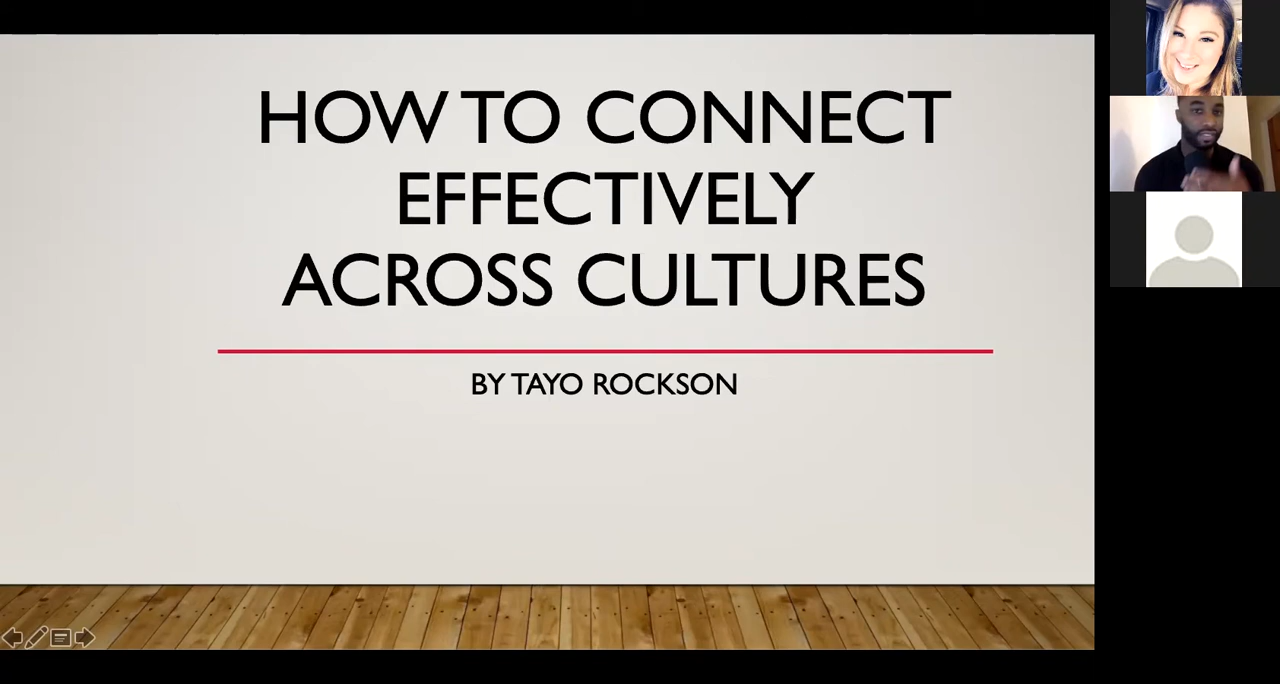 HOW TO CONNECT
EFFECTIVELY
ACROSS CULTURES
BY TAYO ROCKSON